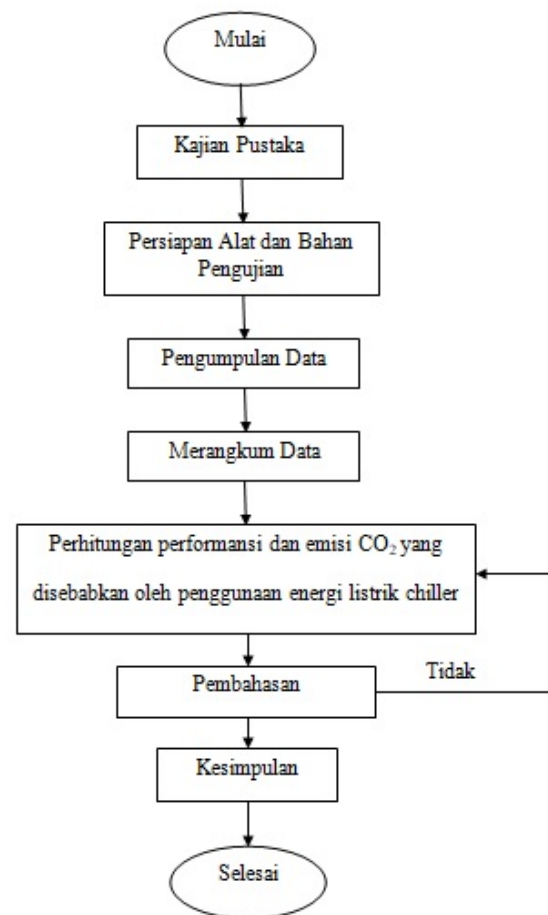 Mulai
Kajian Pustaka
Persiapan Alat dan Bahan
Pengujian
Pengumpulan Data
Merangkum Data
Perhitungan performansi dan emisi CO₂ yang
disebabkan oleh penggunaan energi listrik chiller
Pembahasan
Tidak
Kesimpulan
Selesai